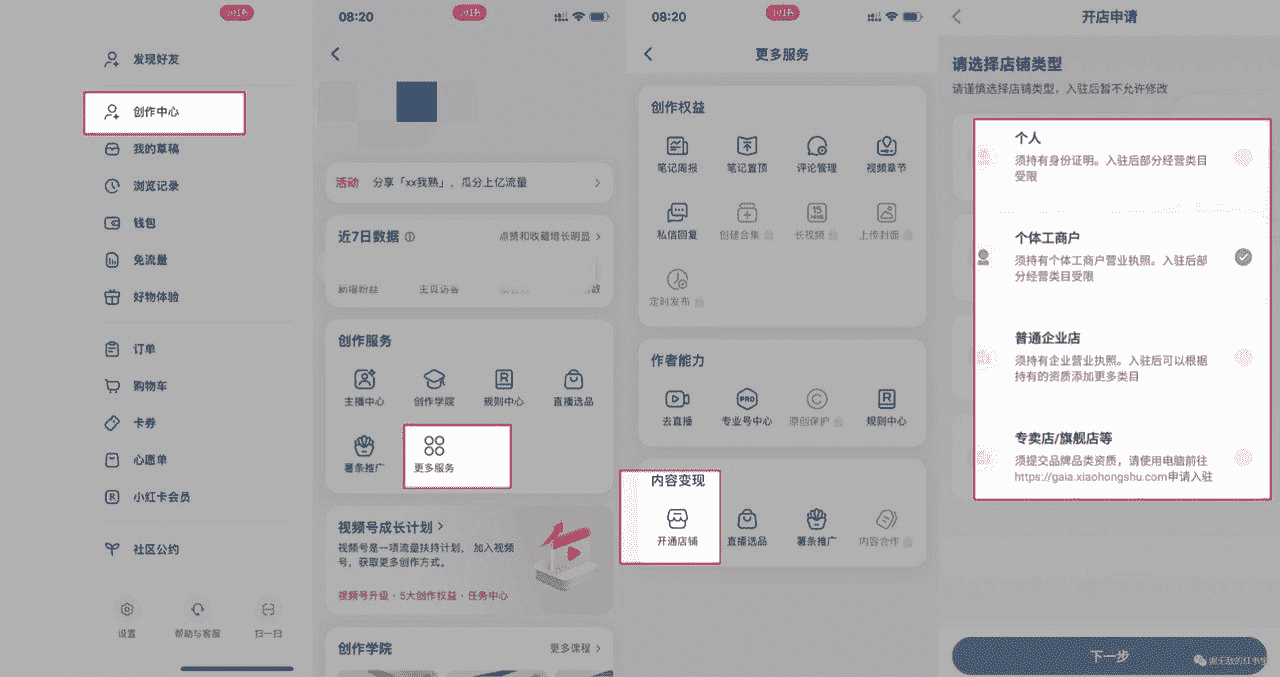 发现好友
创作中心
我的草稿
浏览记录
钱包
免流量
好物体验
订单
购物车
卡券
心愿单
小红卡会员
社区公约
设置
帮助与客服
扫一扫
08:20
活动 分享「xx我熟」，瓜分上亿流量
近7日数据
点赞和收藏增长明显
新增粉丝
主页访客
创作服务
主播中心
创作学院
规则中心
直播选品
薯条推广
更多服务
视频号成长计划
视频号是一项流量扶持计划，加入视频
号，获取更多创作方式。
视频号升级·5大创作权益·任务中心
创作学院
更多课程
08:20
更多服务
创作权益
笔记周报
笔记置顶
评论管理
视频章节
私信回复
创建合集
15
长视频
上传封面
定时发布
作者能力
去直播
PRO
专业号中心
原创保护
规则中心
内容变现
开通店铺
直播选品
薯条推广
内容合作
开店申请
请选择店铺类型
请谨慎选择店铺类型，入驻后暂不允许修改
个人
须持有身份证明。入驻后部分经营类目
受限
个体工商户
须持有个体工商户营业执照。入驻后部
分经营类目受限
普通企业店
须持有企业营业执照。入驻后可以根据
持有的资质添加更多类目
专卖店/旗舰店等
须提交品牌品类资质，请使用电脑前往
https://gaia.xiaohongshu.com申请入驻
下一步